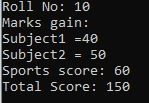 Roll No: 10
Marks gain:
Subject1 =40
Subject2 = 50
Sports score: 60
Total Score: 150